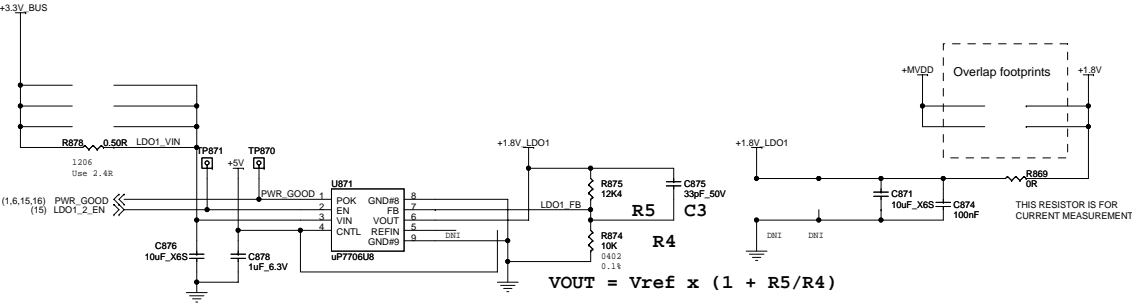 +3.3V_BUS
R878 0.50R LDO1_VIN
1206
Use 2.4R
TP871
TP870
+5V
(1,6,15,16) PWR_GOOD
(15) LDO1_2_EN
PWR_GOOD
C876
10uF_X6S
C878
1uF_6.3V
U871
1 POK GND#8 8
2 EN FB 7
3 VIN VOUT 6
4 CNTL REFIN 5
GND#9 9
uP7706U8
DNI
LDO1_FB
+1.8V_LDO1
R875
12K4
C875
33pF_50V
R5 C3
R874
10K
0402
0.1%
R4
VOUT = Vref x (1 + R5/R4)
+1.8V_LDO1
DNI DNI
C871
10uF_X6S
C874
100nF
+MVDD
Overlap footprints
+1.8V
R869
0R
THIS RESISTOR IS FOR
CURRENT MEASUREMENT